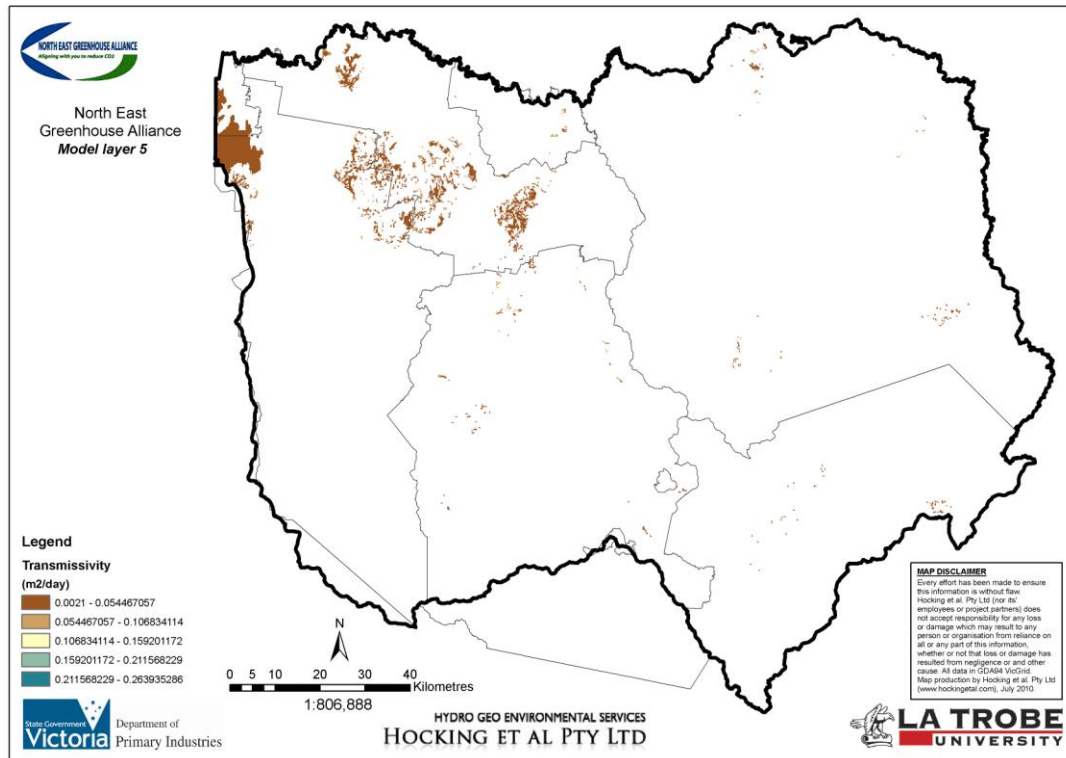 NORTH EAST GREENHOUSE ALLIANCE
Aligning with you to reduce CO2
North East
Greenhouse Alliance
Model layer 5
Legend
Transmissivity
(m2/day)
0.0021 - 0.054467057
0.054467057 - 0.106834114
0.106834114 - 0.159201172
0.159201172 - 0.211568229
0.211568229 - 0.263935286
N
0 5 10 20 30 40
Kilometres
1:806,888
MAP DISCLAIMER
Every effort has been made to ensure
this information is without flaw.
Hocking et al. Pty Ltd (nor its'
employees or project partners) does
not accept responsibility for any loss
or damage which may result to any
person or organisation from reliance on
all or any part of this information,
whether or not that loss or damage has
resulted from negligence or and other
cause. All data in GDA94 VicGrid.
Map production by Hocking et al. Pty Ltd
(www.hockingetal.com), July 2010.
State Government
Victoria
Department of
Primary Industries
HYDRO GEO ENVIRONMENTAL SERVICES
HOCKING ET AL PTY LTD
LA TROBE
UNIVERSITY